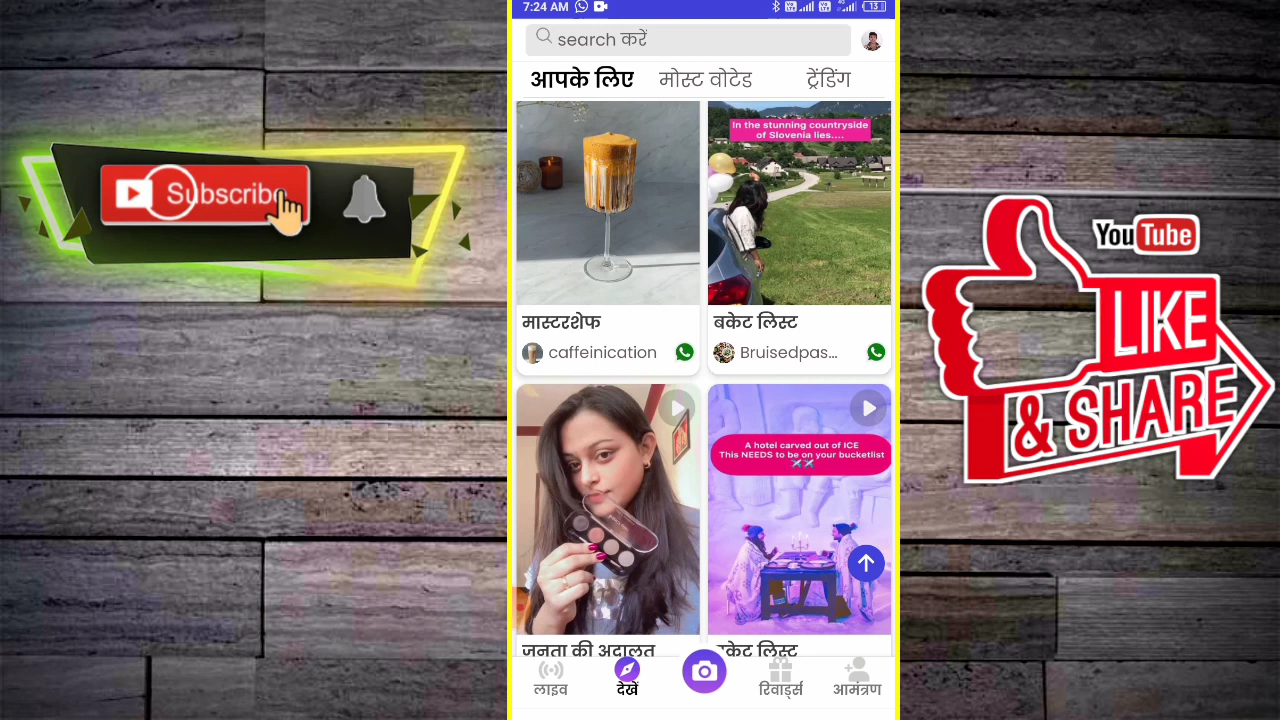 7:24 AM
13
search करें
आपके लिए
मोस्ट वोटेड
ट्रेंडिंग
In the stunning countryside
of Slovenia lies....
मास्टरशेफ
caffeinication
बकेट लिस्ट
Bruisedpas...
A hotel carved out of ICE
This NEEDS to be on your bucketlist
जनता की अदालत
बकेट लिस्ट
लाइव
देखें
रिवार्ड्स
आमंत्रण
Subscribe
YouTube
LIKE
& SHARE